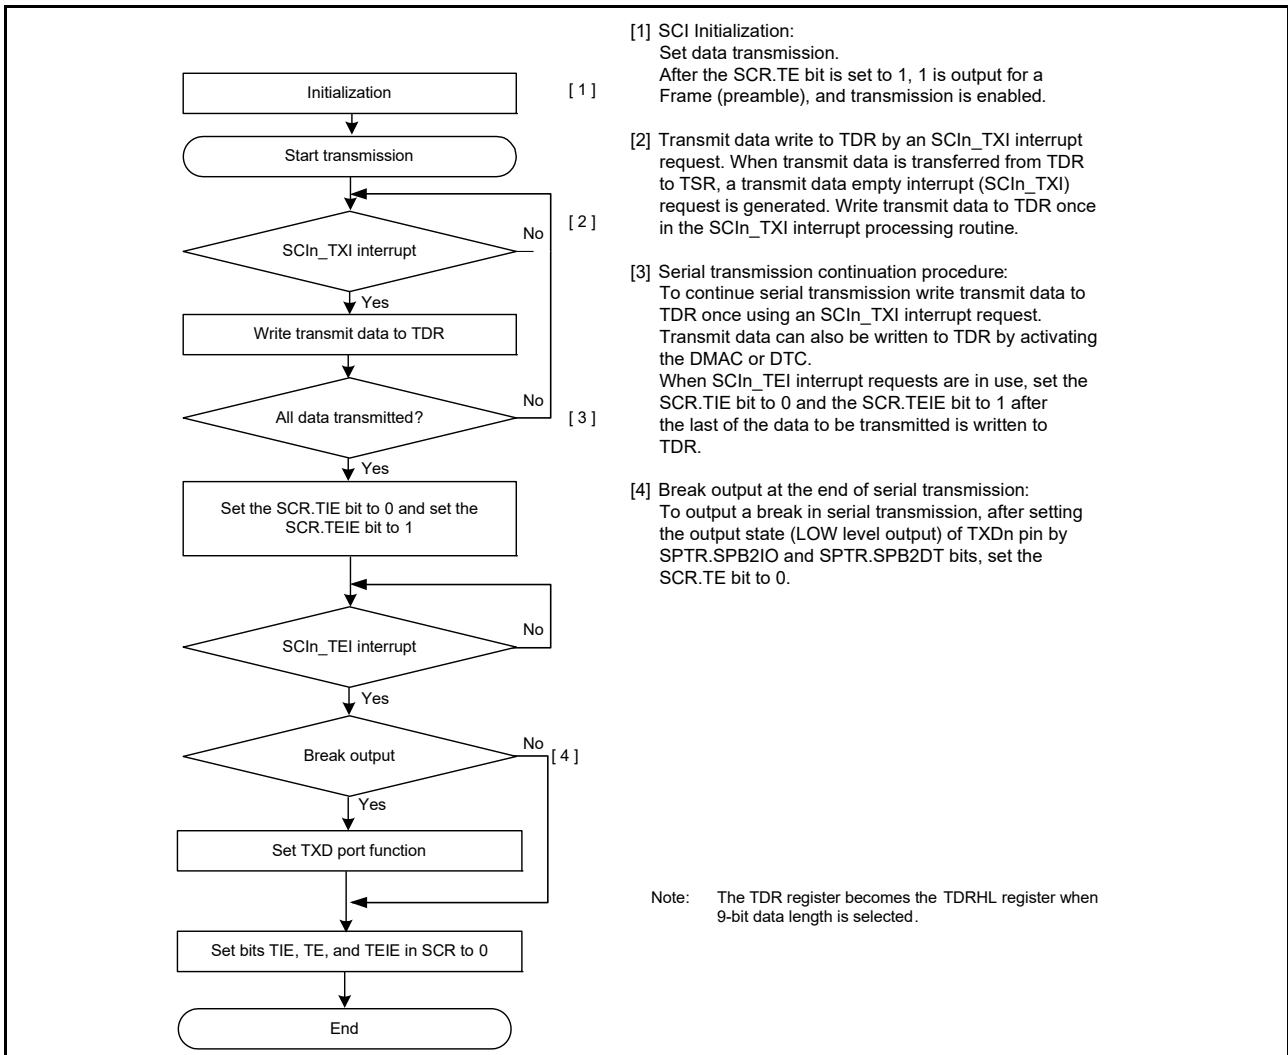 Initialization
[ 1 ]
Start transmission
SCIn_TXI interrupt
No
[ 2 ]
Yes
Write transmit data to TDR
All data transmitted?
No
[ 3 ]
Yes
Set the SCR.TIE bit to 0 and set the
SCR.TEIE bit to 1
SCIn_TEI interrupt
No
Yes
Break output
No
[ 4 ]
Yes
Set TXD port function
Set bits TIE, TE, and TEIE in SCR to 0
End
[1] SCI Initialization:
Set data transmission.
After the SCR.TE bit is set to 1, 1 is output for a
Frame (preamble), and transmission is enabled.
[2] Transmit data write to TDR by an SCIn_TXI interrupt
request. When transmit data is transferred from TDR
to TSR, a transmit data empty interrupt (SCIn_TXI)
request is generated. Write transmit data to TDR once
in the SCIn_TXI interrupt processing routine.
[3] Serial transmission continuation procedure:
To continue serial transmission write transmit data to
TDR once using an SCIn_TXI interrupt request.
Transmit data can also be written to TDR by activating
the DMAC or DTC.
When SCIn_TEI interrupt requests are in use, set the
SCR.TIE bit to 0 and the SCR.TEIE bit to 1 after
the last of the data to be transmitted is written to
TDR.
[4] Break output at the end of serial transmission:
To output a break in serial transmission, after setting
the output state (LOW level output) of TXDn pin by
SPTR.SPB2IO and SPTR.SPB2DT bits, set the
SCR.TE bit to 0.
Note: The TDR register becomes the TDRHL register when
9-bit data length is selected.